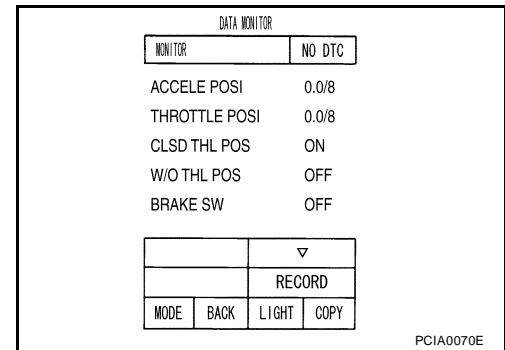 DATA MONITOR
MONITOR NO DTC
ACCELE POSI 0.0/8
THROTTLE POSI 0.0/8
CLSD THL POS ON
W/O THL POS OFF
BRAKE SW OFF
▽
RECORD
MODE BACK LIGHT COPY
PCIA0070E